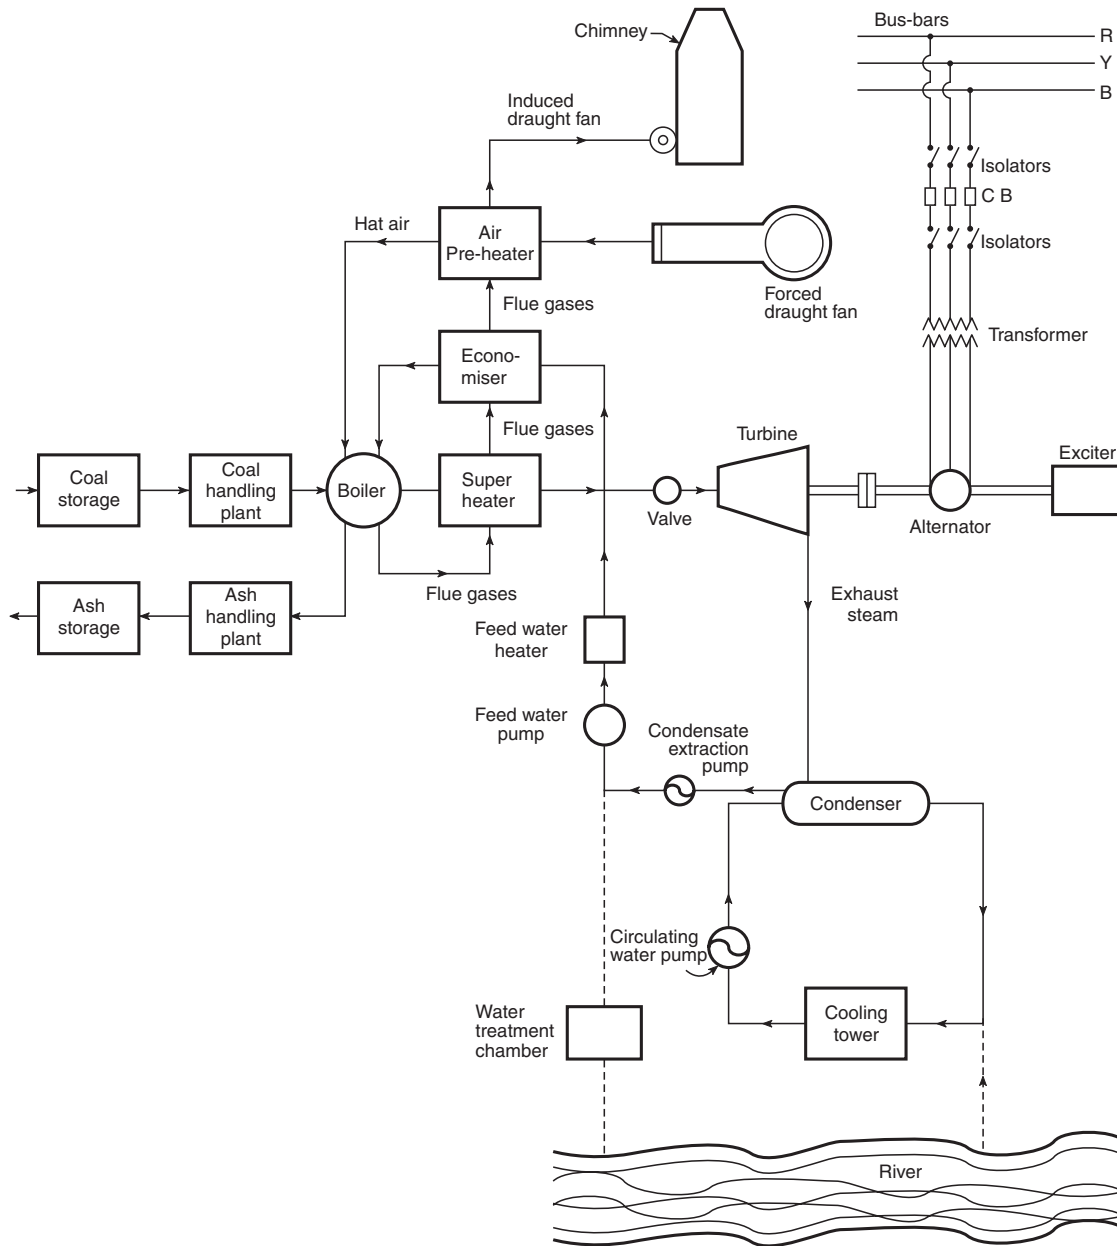 Bus-bars
R
Chimney
Y
B
Induced
draught fan
Isolators
C B
Hat air
Air
Pre-heater
Isolators
Flue gases
Forced
draught fan
Transformer
Econo-
miser
Flue gases
Turbine
Exciter
Coal
storage
Coal
handling
plant
Boiler
Super
heater
Valve
Alternator
Flue gases
Exhaust
steam
Ash
storage
Ash
handling
plant
Feed water
heater
Feed water
pump
Condensate
extraction
pump
Condenser
Circulating
water pump
Water
treatment
chamber
Cooling
tower
River